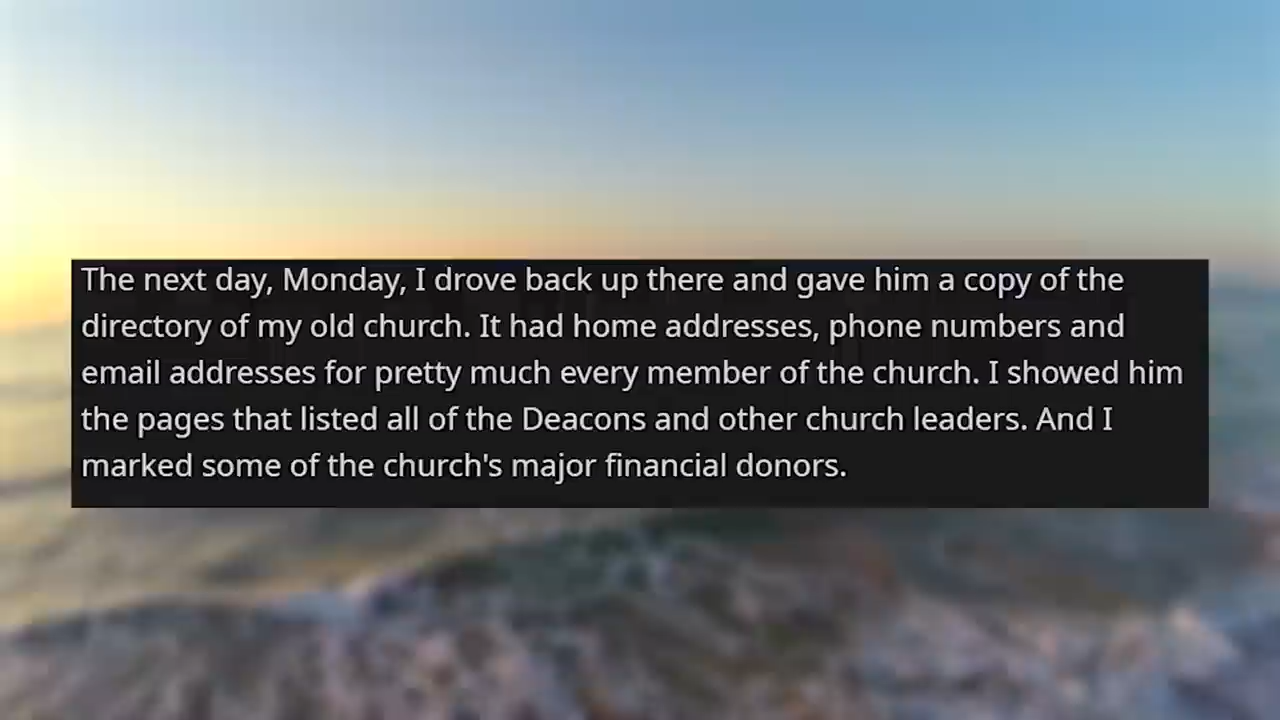 The next day, Monday, I drove back up there and gave him a copy of the
directory of my old church. It had home addresses, phone numbers and
email addresses for pretty much every member of the church. I showed him
the pages that listed all of the Deacons and other church leaders. And I
marked some of the church's major financial donors.